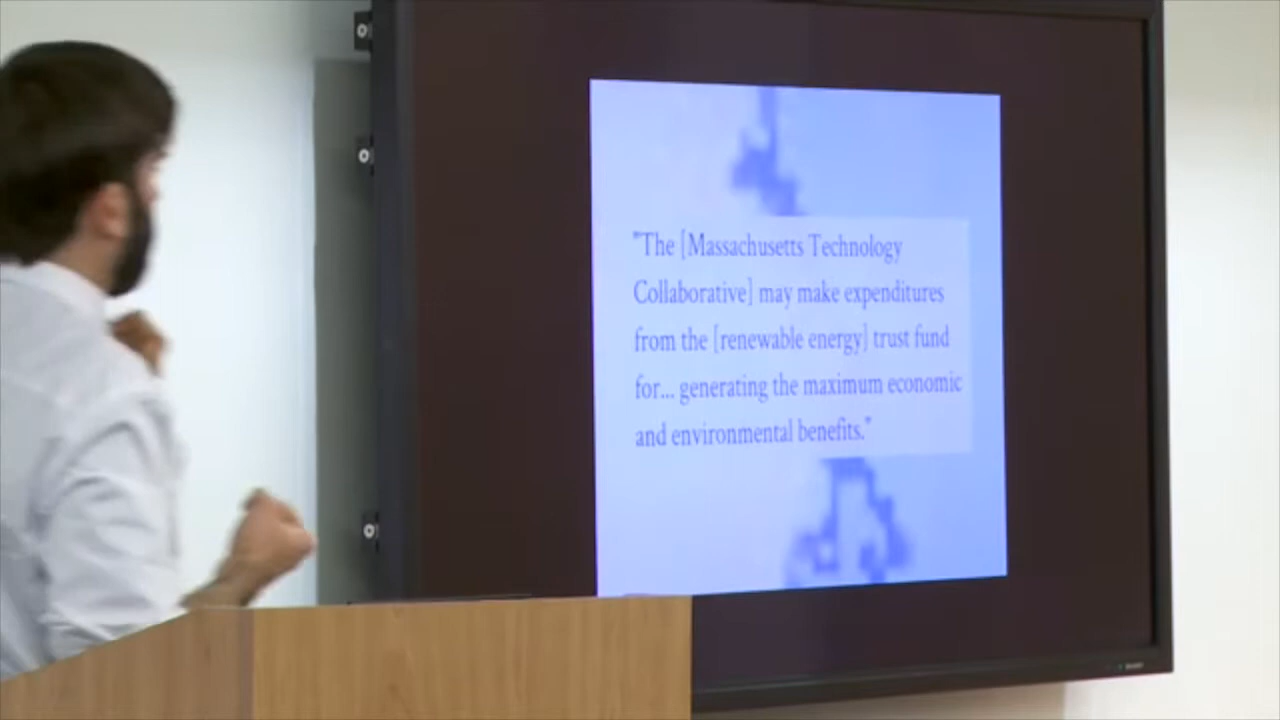 "The [Massachusetts Technology
Collaborative] may make expenditures
from the [renewable energy] trust fund
for... generating the maximum economic
and environmental benefits."